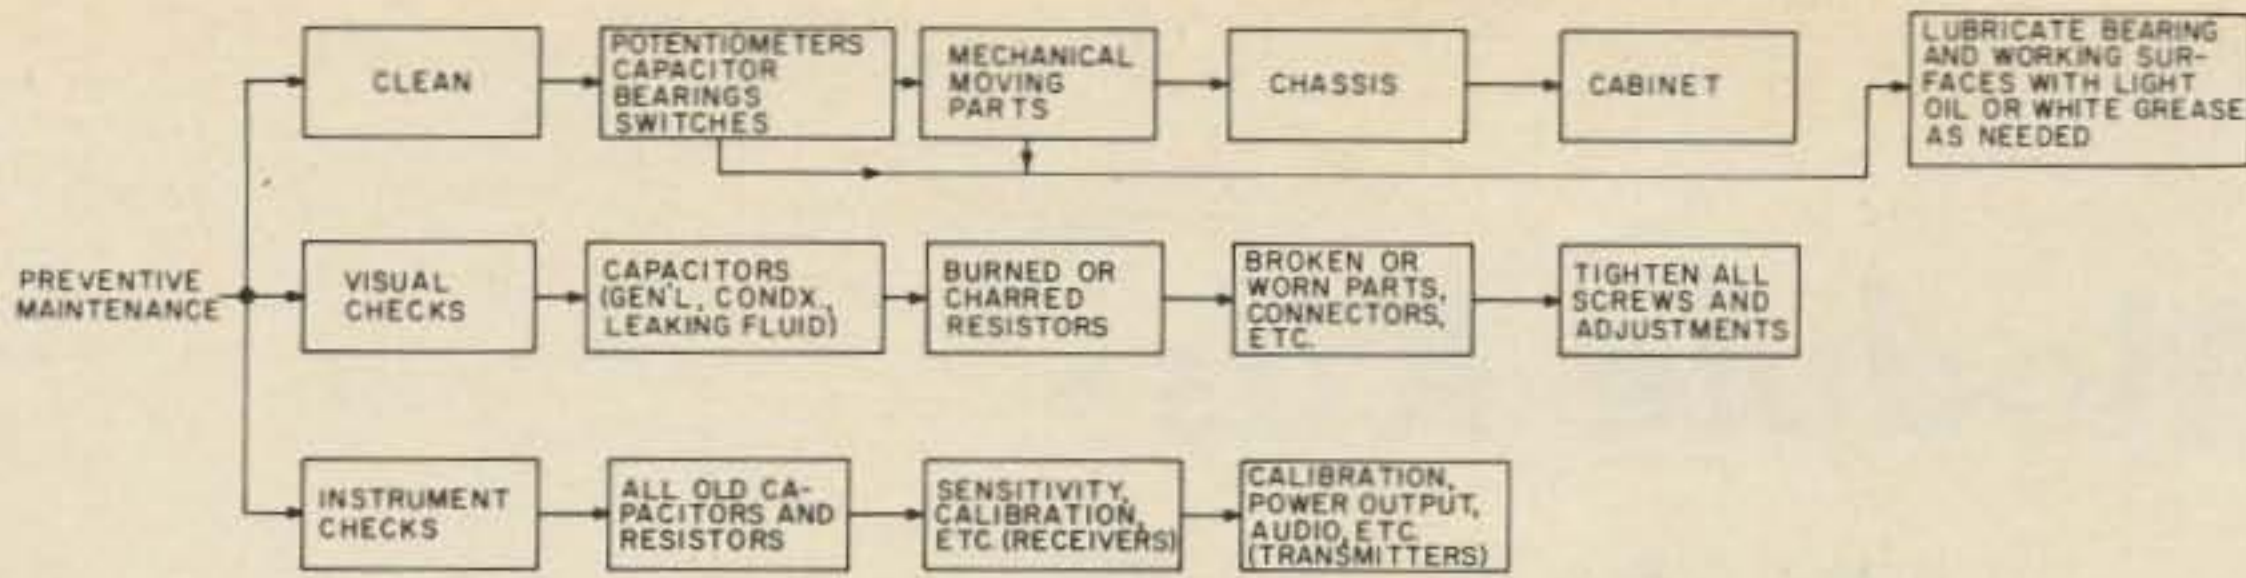 PREVENTIVE
MAINTENANCE
CLEAN
POTENTIOMETERS
CAPACITOR
BEARINGS
SWITCHES
MECHANICAL
MOVING
PARTS
CHASSIS
CABINET
LUBRICATE BEARING
AND WORKING SUR-
FACES WITH LIGHT
OIL OR WHITE GREASE
AS NEEDED
VISUAL
CHECKS
CAPACITORS
(GEN'L, CONDX.,
LEAKING FLUID)
BURNED OR
CHARRED
RESISTORS
BROKEN OR
WORN PARTS,
CONNECTORS,
ETC.
TIGHTEN ALL
SCREWS AND
ADJUSTMENTS
INSTRUMENT
CHECKS
ALL OLD CA-
PACITORS AND
RESISTORS
SENSITIVITY,
CALIBRATION,
ETC (RECEIVERS)
CALIBRATION,
POWER OUTPUT,
AUDIO, ETC
(TRANSMITTERS)